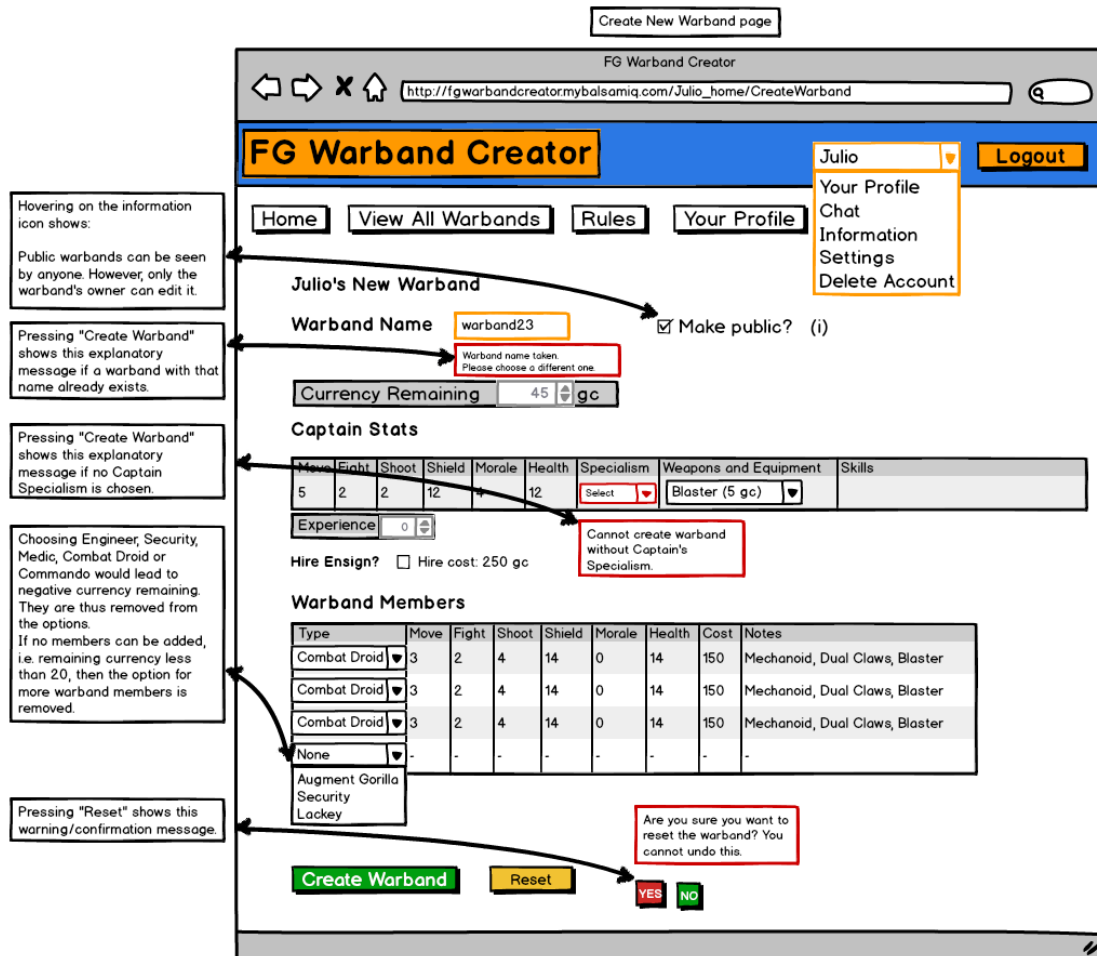 Create New Warband page
FG Warband Creator
http://fgwarbandcreator.mybalsamiq.com/Julio_home/CreateWarband
FG Warband Creator
Julio
Logout
Your Profile
Chat
Information
Settings
Delete Account
Home
View All Warbands
Rules
Your Profile
Hovering on the information
icon shows:
Public warbands can be seen
by anyone. However, only the
warband's owner can edit it.
Julio's New Warband
Warband Name
warband23
Make public? (i)
Pressing "Create Warband"
shows this explanatory
message if a warband with that
name already exists.
Warband name taken.
Please choose a different one.
Currency Remaining 45 gc
Captain Stats
Pressing "Create Warband"
shows this explanatory
message if no Captain
Specialism is chosen.
Move Fight Shoot Shield Morale Health Specialism Weapons and Equipment Skills
5 2 2 12 4 12 Select Blaster (5 gc)
Experience 0
Cannot create warband
without Captain's
Specialism.
Hire Ensign? Hire cost: 250 gc
Choosing Engineer, Security,
Medic, Combat Droid or
Commando would lead to
negative currency remaining.
They are thus removed from
the options.
If no members can be added,
i.e. remaining currency less
than 20, then the option for
more warband members is
removed.
Warband Members
Type Move Fight Shoot Shield Morale Health Cost Notes
Combat Droid 3 2 4 14 0 14 150 Mechanoid, Dual Claws, Blaster
Combat Droid 3 2 4 14 0 14 150 Mechanoid, Dual Claws, Blaster
Combat Droid 3 2 4 14 0 14 150 Mechanoid, Dual Claws, Blaster
None - - - - - - - -
Augment Gorilla
Security
Lackey
Pressing "Reset" shows this
warning/confirmation message.
Are you sure you want to
reset the warband? You
cannot undo this.
Create Warband
Reset
YES
NO